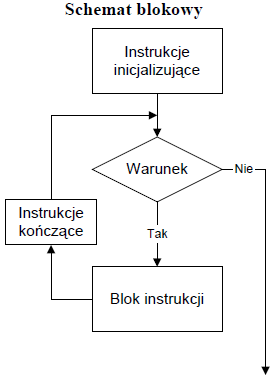 Schemat blokowy
Instrukcje
inicjalizujące
Warunek
Nie
Tak
Instrukcje
kończące
Blok instrukcji